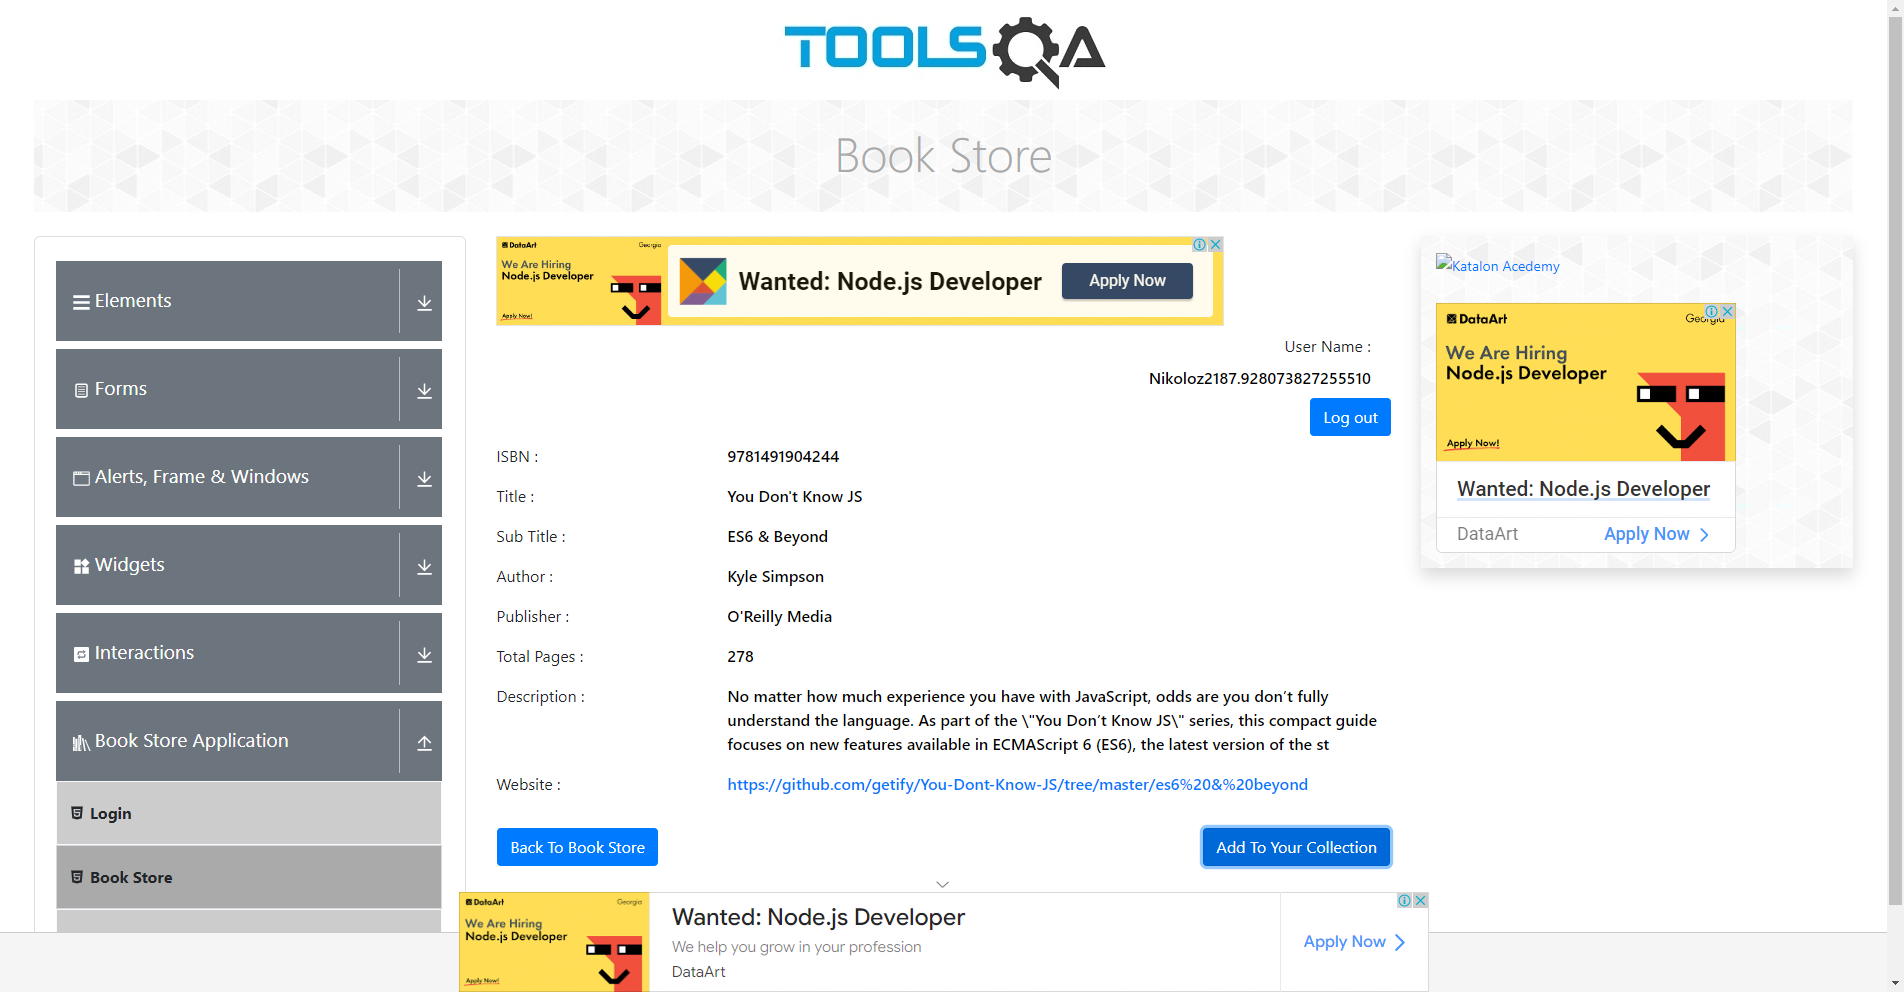 TOOLSQA
Book Store
Elements
Forms
Alerts, Frame & Windows
Widgets
Interactions
Book Store Application
Login
Book Store
DataArt
Georgia
We Are Hiring
Node.js Developer
Apply Now!
Wanted: Node.js Developer
Apply Now
User Name :
Nikoloz2187.928073827255510
Log out
ISBN : 9781491904244
Title : You Don't Know JS
Sub Title : ES6 & Beyond
Author : Kyle Simpson
Publisher : O'Reilly Media
Total Pages : 278
Description : No matter how much experience you have with JavaScript, odds are you don’t fully
understand the language. As part of the \"You Don’t Know JS\" series, this compact guide
focuses on new features available in ECMAScript 6 (ES6), the latest version of the st
Website : https://github.com/getify/You-Dont-Know-JS/tree/master/es6%20&%20beyond
Back To Book Store
Add To Your Collection
Katalon Acedemy
DataArt
Georgia
We Are Hiring
Node.js Developer
Apply Now!
Wanted: Node.js Developer
DataArt
Apply Now
DataArt
Georgia
We Are Hiring
Node.js Developer
Apply Now!
Wanted: Node.js Developer
We help you grow in your profession
DataArt
Apply Now